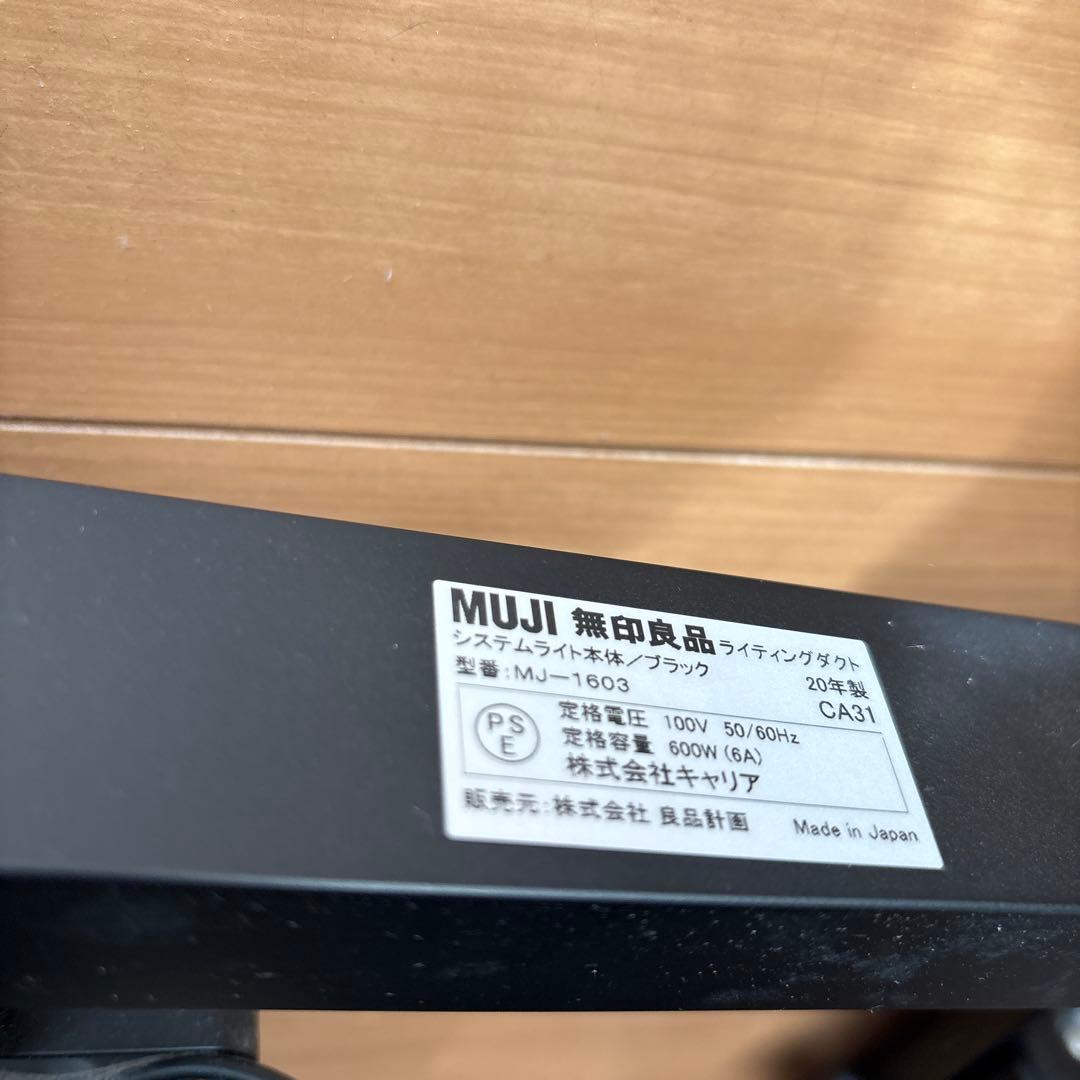 MUJI 無印良品 ライティングダクト
システムライト本体／ブラック 20年製
型番：MJ－1603 CA31
PSE
定格電圧 100V 50/60Hz
定格容量 600W (6A)
株式会社キャリア
販売元：株式会社 良品計画 Made in Japan